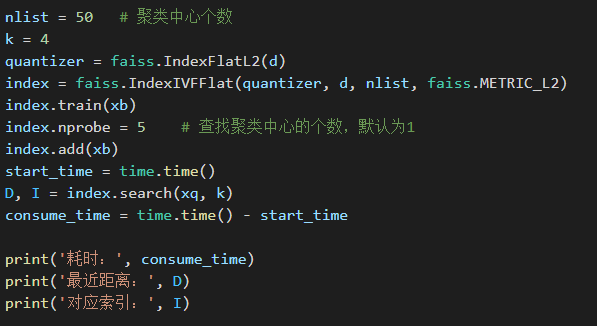 nlist = 50   # 聚类中心个数
k = 4
quantizer = faiss.IndexFlatL2(d)
index = faiss.IndexIVFFlat(quantizer, d, nlist, faiss.METRIC_L2)
index.train(xb)
index.nprobe = 5    # 查找聚类中心的个数，默认为1
index.add(xb)
start_time = time.time()
D, I = index.search(xq, k)
consume_time = time.time() - start_time
print('耗时：', consume_time)
print('最近距离：', D)
print('对应索引：', I)